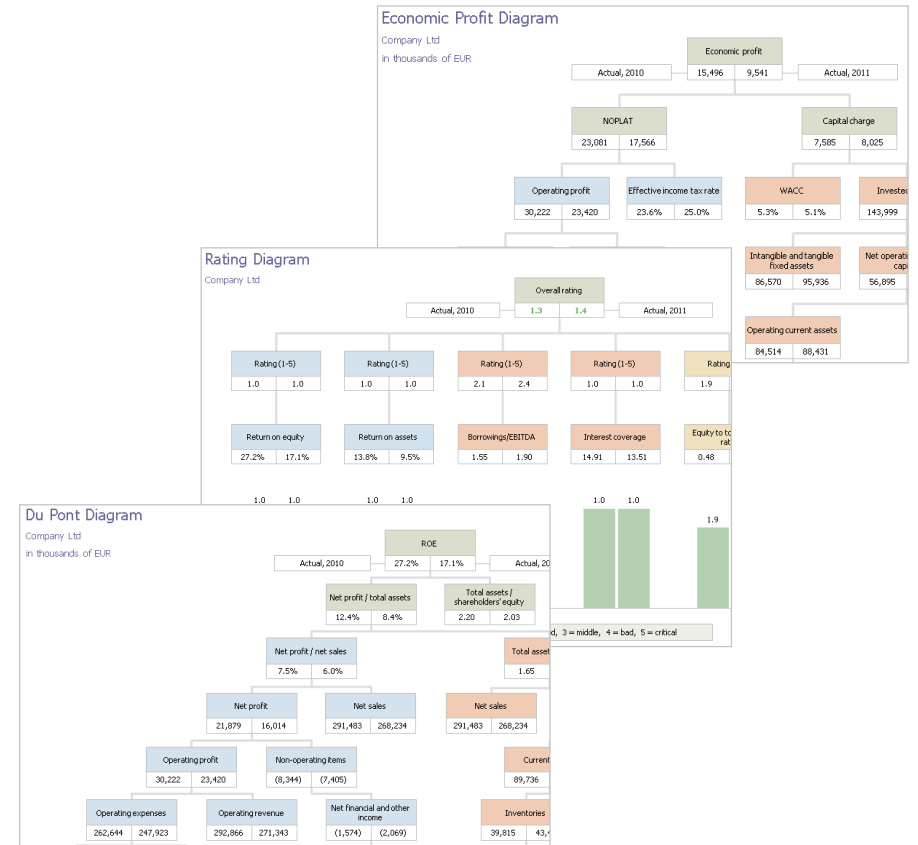 Economic Profit Diagram
Company Ltd
in thousands of EUR
Economic profit
Actual, 2010 15,496 9,541 Actual, 2011
NOPLAT Capital charge
23,081 17,566 7,585 8,025
Operating profit Effective income tax rate WACC
30,222 23,420 23.6% 25.0% 5.3% 5.1% 143,999
Intangible and tangible
fixed assets
86,570 95,936 56,895
Operating current assets
84,514 88,431
Rating Diagram
Company Ltd
Overall rating
Actual, 2010 1.3 1.4 Actual, 2011
Rating (1-5) Rating (1-5) Rating (1-5) Rating (1-5) Rating
1.0 1.0 1.0 1.0 2.1 2.4 1.0 1.0 1.9
Return on equity Return on assets Borrowings/EBITDA Interest coverage Equity to
27.2% 17.1% 13.8% 9.5% 1.55 1.90 14.91 13.51 0.48
1.0 1.0 1.0 1.0 1.0 1.0
1.9
3 = middle, 4 = bad, 5 = critical
Du Pont Diagram
Company Ltd
in thousands of EUR
ROE
Actual, 2010 27.2% 17.1% Actual, 20
Net profit / total assets Total assets /
shareholders' equity
12.4% 8.4% 2.20 2.03
Net profit / net sales Total
7.5% 6.0% 1.65
Net profit Net sales Net sales
21,879 16,014 291,483 268,234 291,483 268,234
Operating profit Non-operating items Current
30,222 23,420 (8,344) (7,405) 89,736
Operating expenses Operating revenue Net financial and other
income Inventories
262,644 247,923 292,866 271,343 (1,574) (2,069) 39,815